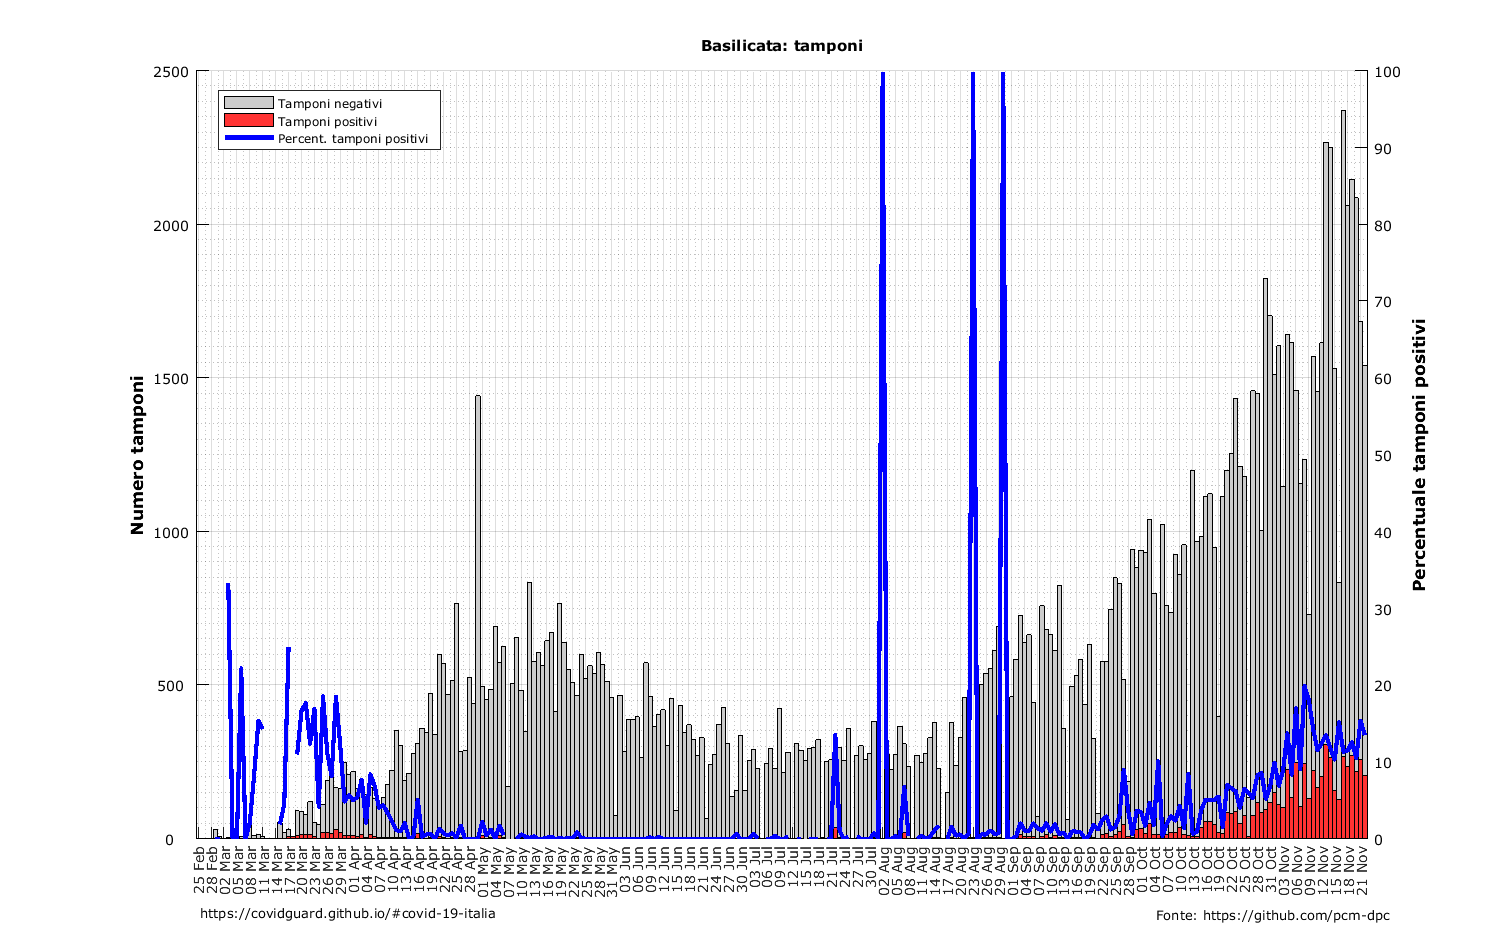 Basilicata: tamponi
2500
2000
1500
1000
500
0
Numero tamponi
Tamponi negativi
Tamponi positivi
Percent. tamponi positivi
100
90
80
70
60
50
40
30
20
10
0
Percentuale tamponi positivi
25 Feb
28 Feb
02 Mar
05 Mar
08 Mar
11 Mar
14 Mar
17 Mar
20 Mar
23 Mar
26 Mar
29 Mar
01 Apr
04 Apr
07 Apr
10 Apr
13 Apr
16 Apr
19 Apr
22 Apr
25 Apr
28 Apr
01 May
04 May
07 May
10 May
13 May
16 May
19 May
22 May
25 May
28 May
31 May
03 Jun
06 Jun
09 Jun
12 Jun
15 Jun
18 Jun
21 Jun
24 Jun
27 Jun
30 Jun
03 Jul
06 Jul
09 Jul
12 Jul
15 Jul
18 Jul
21 Jul
24 Jul
27 Jul
30 Jul
02 Aug
05 Aug
08 Aug
11 Aug
14 Aug
17 Aug
20 Aug
23 Aug
26 Aug
29 Aug
01 Sep
04 Sep
07 Sep
10 Sep
13 Sep
16 Sep
19 Sep
22 Sep
25 Sep
28 Sep
01 Oct
04 Oct
07 Oct
10 Oct
13 Oct
16 Oct
19 Oct
22 Oct
25 Oct
28 Oct
31 Oct
03 Nov
06 Nov
09 Nov
12 Nov
15 Nov
18 Nov
21 Nov
https://covidguard.github.io/#covid-19-italia
Fonte: https://github.com/pcm-dpc